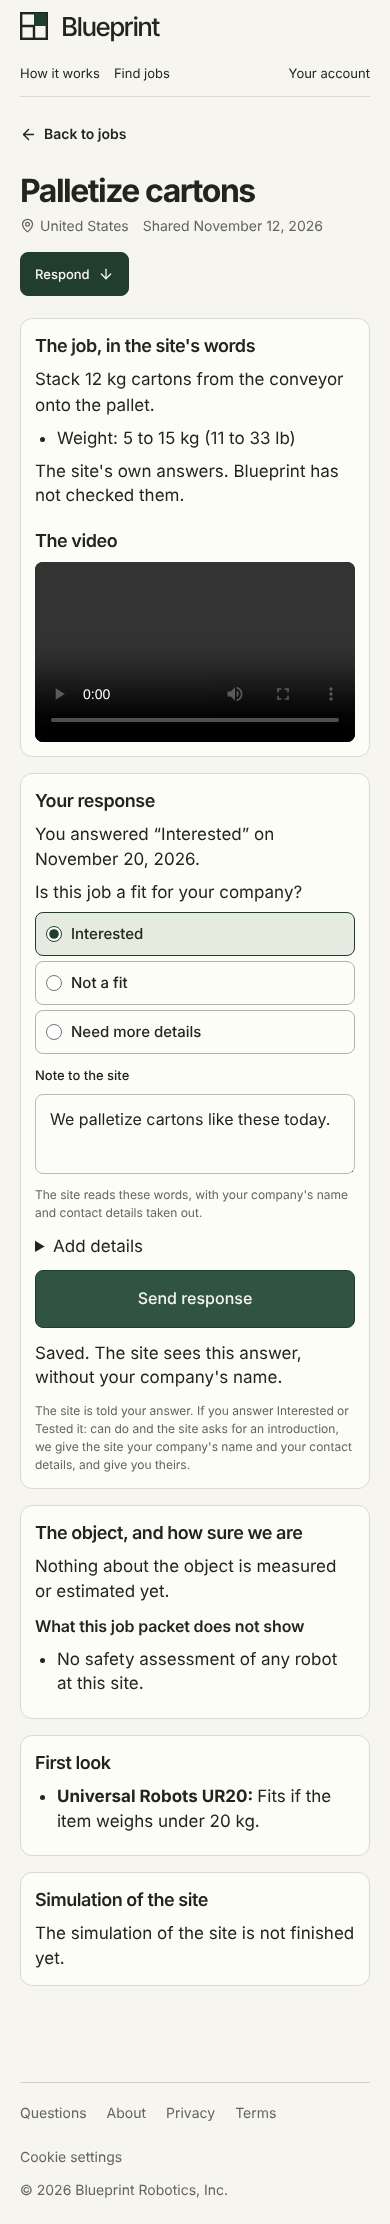 Blueprint
How it works Find jobs Your account
Back to jobs
Palletize cartons
United States Shared November 12, 2026
Respond
The job, in the site's words
Stack 12 kg cartons from the conveyor
onto the pallet.
• Weight: 5 to 15 kg (11 to 33 lb)
The site's own answers. Blueprint has
not checked them.
The video
0:00
Your response
You answered “Interested” on
November 20, 2026.
Is this job a fit for your company?
Interested
Not a fit
Need more details
Note to the site
We palletize cartons like these today.
The site reads these words, with your company's name
and contact details taken out.
Add details
Send response
Saved. The site sees this answer,
without your company's name.
The site is told your answer. If you answer Interested or
Tested it: can do and the site asks for an introduction,
we give the site your company's name and your contact
details, and give you theirs.
The object, and how sure we are
Nothing about the object is measured
or estimated yet.
What this job packet does not show
• No safety assessment of any robot
at this site.
First look
• Universal Robots UR20: Fits if the
item weighs under 20 kg.
Simulation of the site
The simulation of the site is not finished
yet.
Questions About Privacy Terms
Cookie settings
© 2026 Blueprint Robotics, Inc.